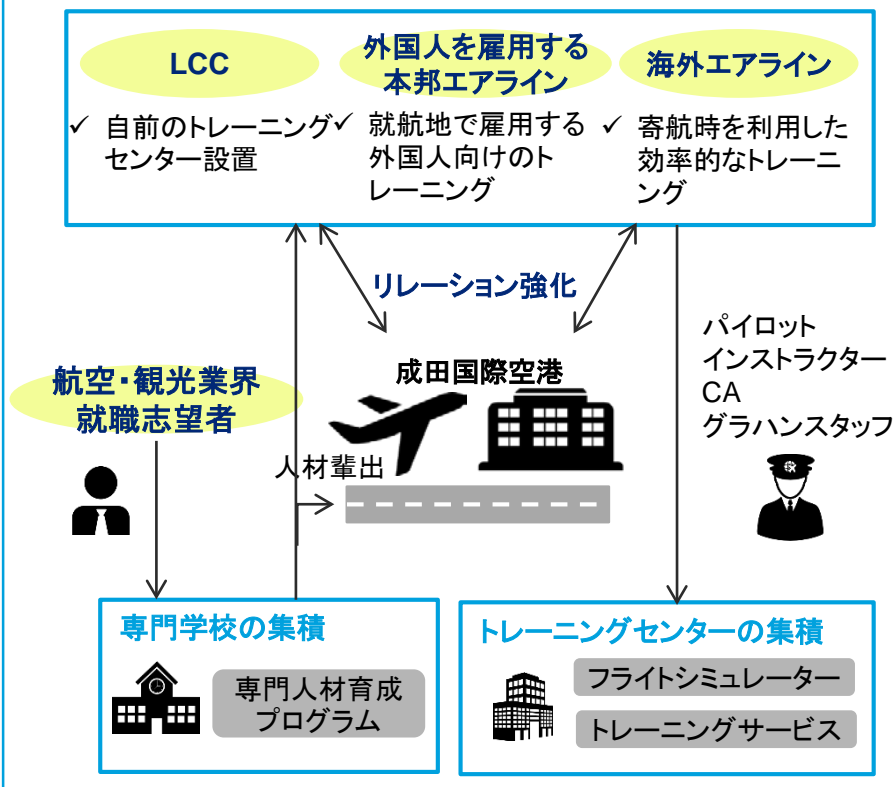 LCC
✓ 自前のトレーニング
センター設置
外国人を雇用する
本邦エアライン
✓ 就航地で雇用する
外国人向けのト
レーニング
海外エアライン
✓ 寄航時を利用した
効率的なトレーニ
ング
リレーション強化
成田国際空港
パイロット
インストラクター
CA
グラハンスタッフ
航空・観光業界
就職志望者
人材輩出
専門学校の集積
専門人材育成
プログラム
トレーニングセンターの集積
フライトシミュレーター
トレーニングサービス